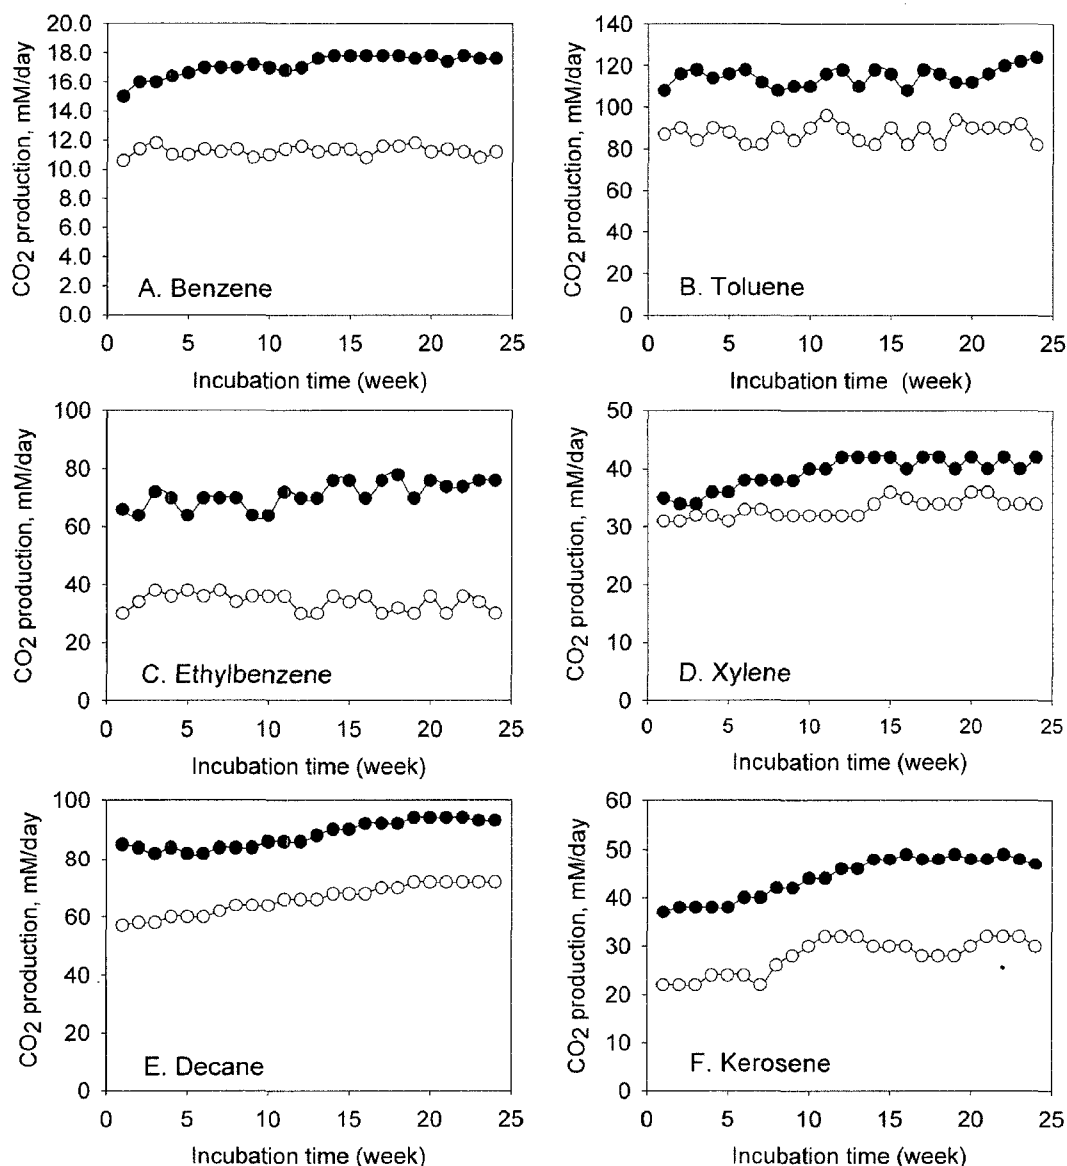 CO2 production, mM/day
20.0
18.0
16.0
14.0
12.0
10.0
8.0
6.0
4.0
2.0
0.0
A. Benzene
0 5 10 15 20 25
Incubation time (week)
CO2 production, mM/day
140
120
100
80
60
40
20
0
B. Toluene
0 5 10 15 20 25
Incubation time (week)
CO2 production, mM/day
100
80
60
40
20
0
C. Ethylbenzene
0 5 10 15 20 25
Incubation time (week)
CO2 production, mM/day
50
40
30
20
10
0
D. Xylene
0 5 10 15 20 25
Incubation time (week)
CO2 production, mM/day
100
80
60
40
20
0
E. Decane
0 5 10 15 20 25
Incubation time (week)
CO2 production, mM/day
60
50
40
30
20
10
0
F. Kerosene
0 5 10 15 20 25
Incubation time (week)